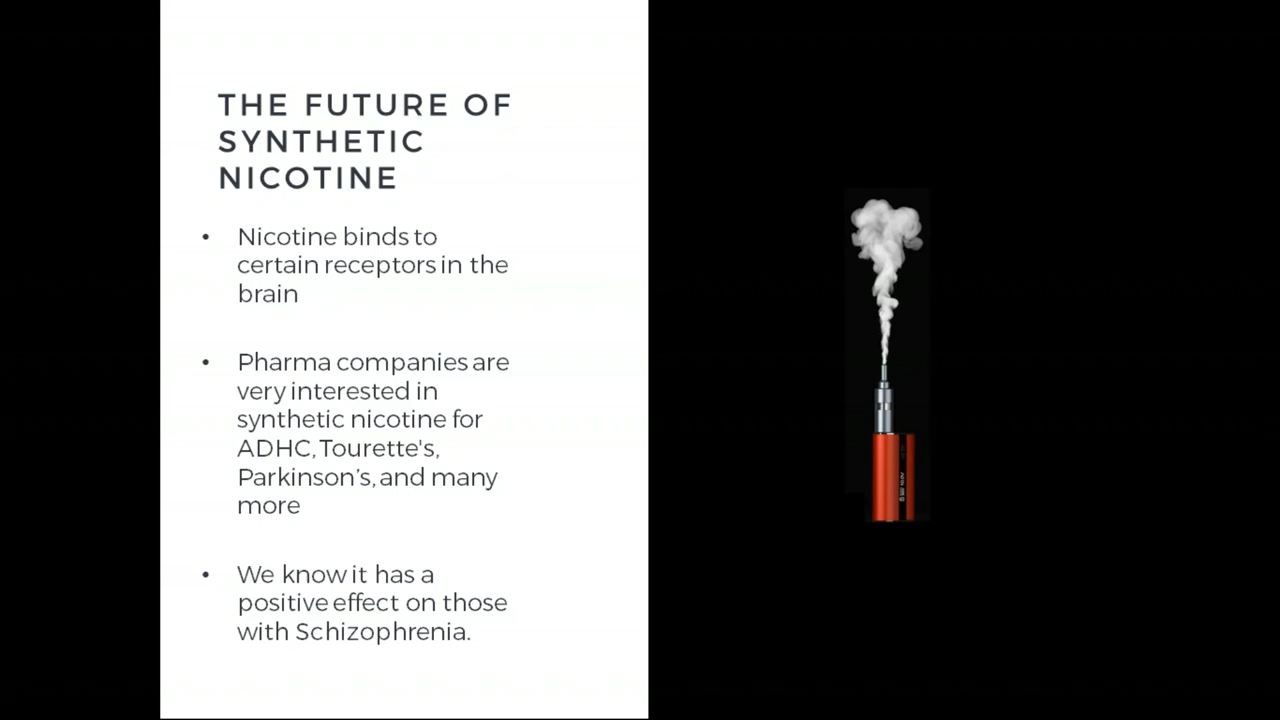 THE FUTURE OF
SYNTHETIC
NICOTINE
• Nicotine binds to
certain receptors in the
brain
• Pharma companies are
very interested in
synthetic nicotine for
ADHC, Tourette's,
Parkinson’s, and many
more
• We know it has a
positive effect on those
with Schizophrenia.